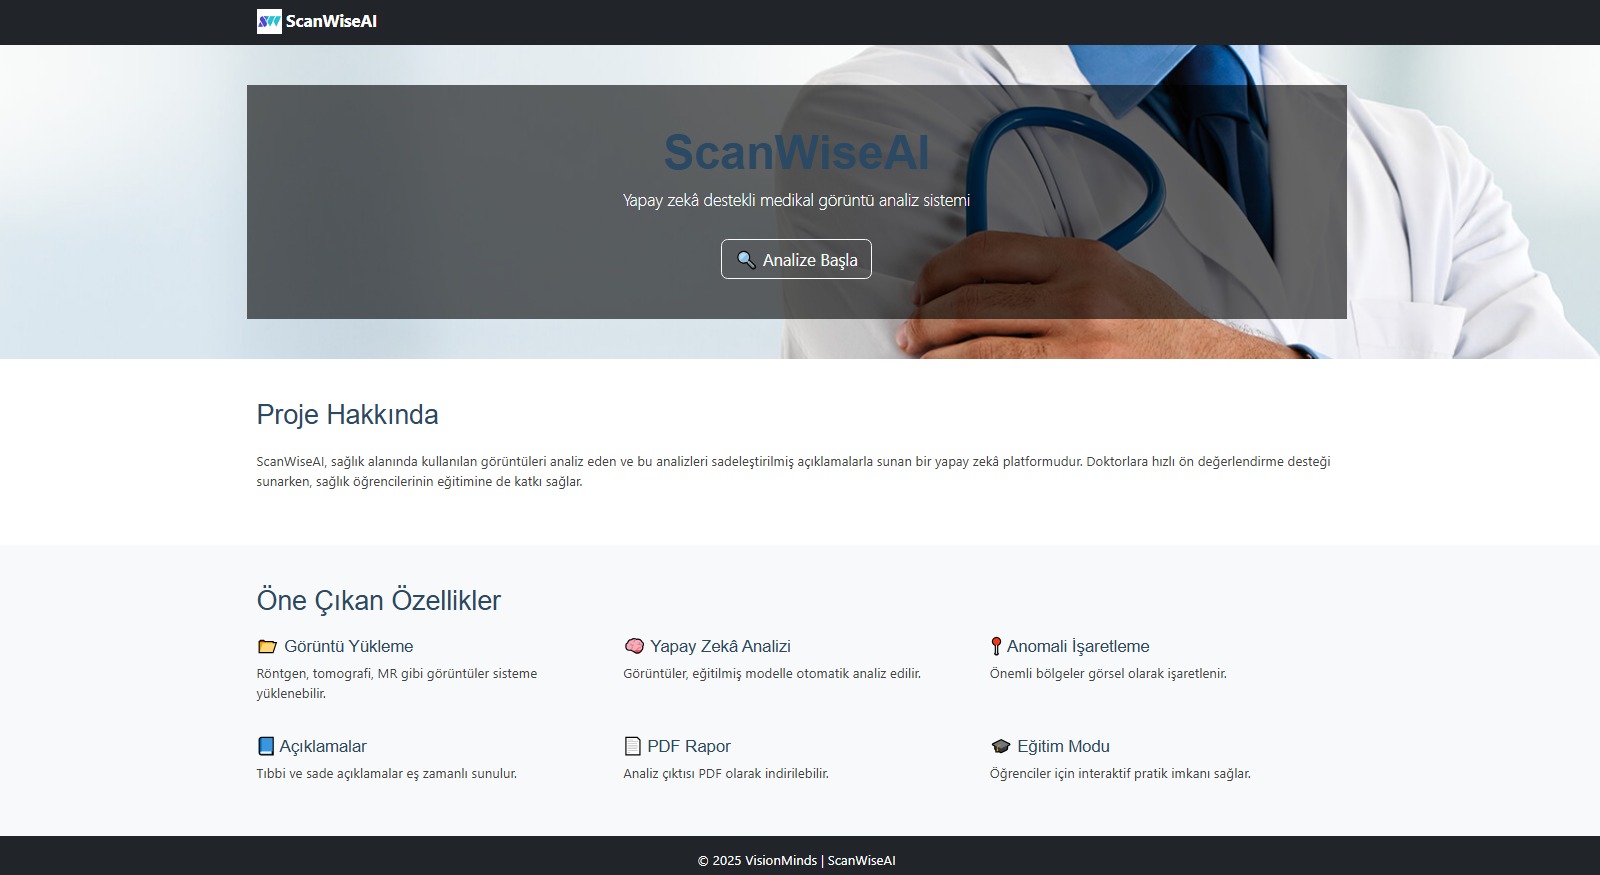 SW ScanWiseAI
ScanWiseAI
Yapay zekâ destekli medikal görüntü analiz sistemi
Analize Başla
Proje Hakkında
ScanWiseAI, sağlık alanında kullanılan görüntüleri analiz eden ve bu analizleri sadeleştirilmiş açıklamalarla sunan bir yapay zekâ platformudur. Doktorlara hızlı ön değerlendirme desteği
sunarken, sağlık öğrencilerinin eğitimine de katkı sağlar.
Öne Çıkan Özellikler
Görüntü Yükleme
Röntgen, tomografi, MR gibi görüntüler sisteme
yüklenebilir.
Yapay Zekâ Analizi
Görüntüler, eğitilmiş modelle otomatik analiz edilir.
Anomali İşaretleme
Önemli bölgeler görsel olarak işaretlenir.
Açıklamalar
Tıbbi ve sade açıklamalar eş zamanlı sunulur.
PDF Rapor
Analiz çıktısı PDF olarak indirilebilir.
Eğitim Modu
Öğrenciler için interaktif pratik imkanı sağlar.
© 2025 VisionMinds | ScanWiseAI